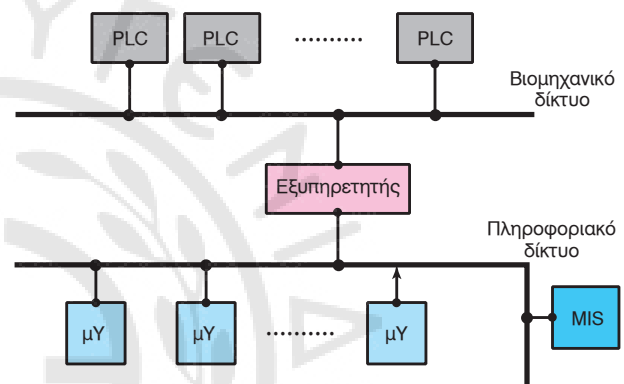 PLC
PLC
..........
PLC
Βιομηχανικό
δίκτυο
Εξυπηρετητής
Πληροφοριακό
δίκτυο
μΥ
μΥ
..........
μΥ
MIS